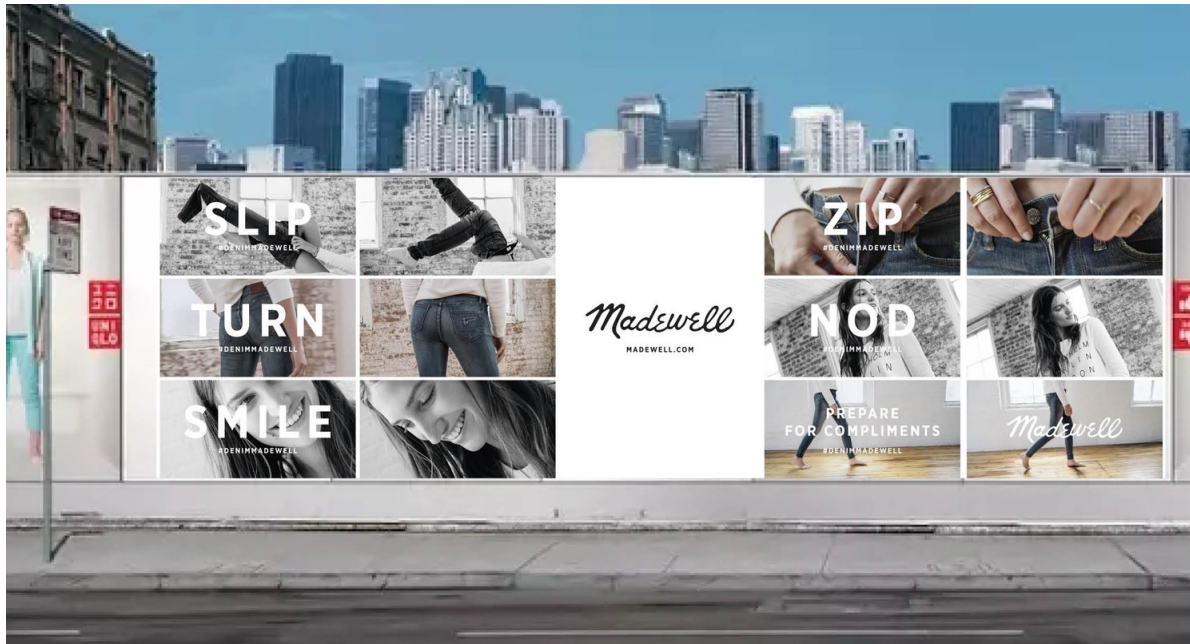 SLIP
#DENIMMADEWELL
TURN
#DENIMMADEWELL
SMILE
#DENIMMADEWELL
Madewell
MADEWELL.COM
ZIP
#DENIMMADEWELL
NOD
#DENIMMADEWELL
PREPARE
FOR COMPLIMENTS
#DENIMMADEWELL
Madewell
UNI
QLO